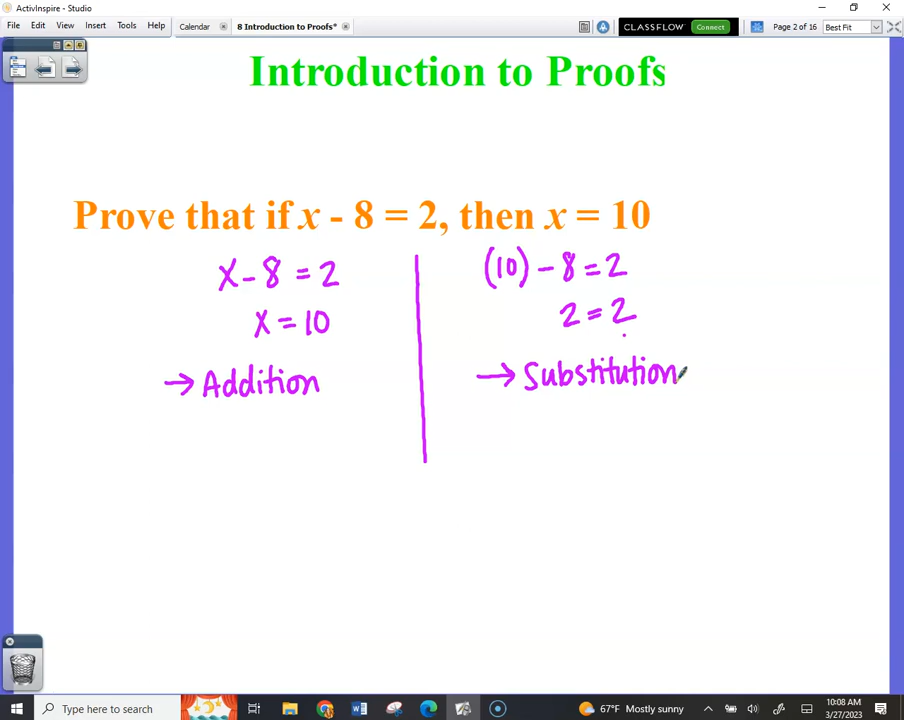 ActivInspire - Studio
File Edit View Insert Tools Help
Calendar
8 Introduction to Proofs*
CLASSFLOW Connect
Page 2 of 16
Best Fit
Introduction to Proofs
Prove that if x - 8 = 2, then x = 10
x - 8 = 2
x = 10
→ Addition
(10) - 8 = 2
2 = 2
→ Substitution
Type here to search
67°F Mostly sunny
10:08 AM
3/27/2023